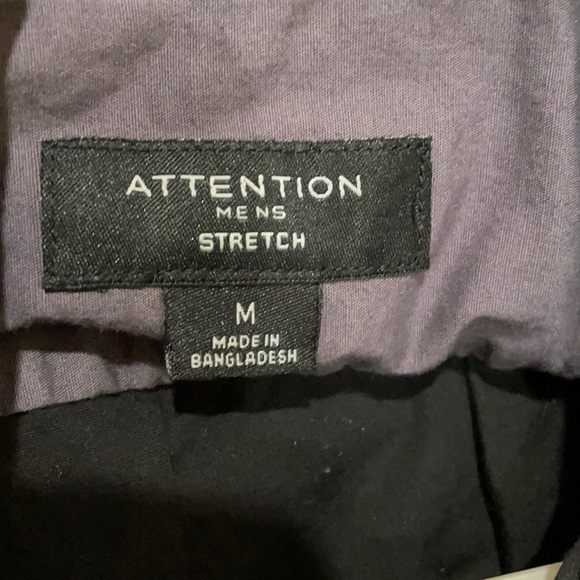 ATTENTION
MENS
STRETCH
M
MADE IN
BANGLADESH